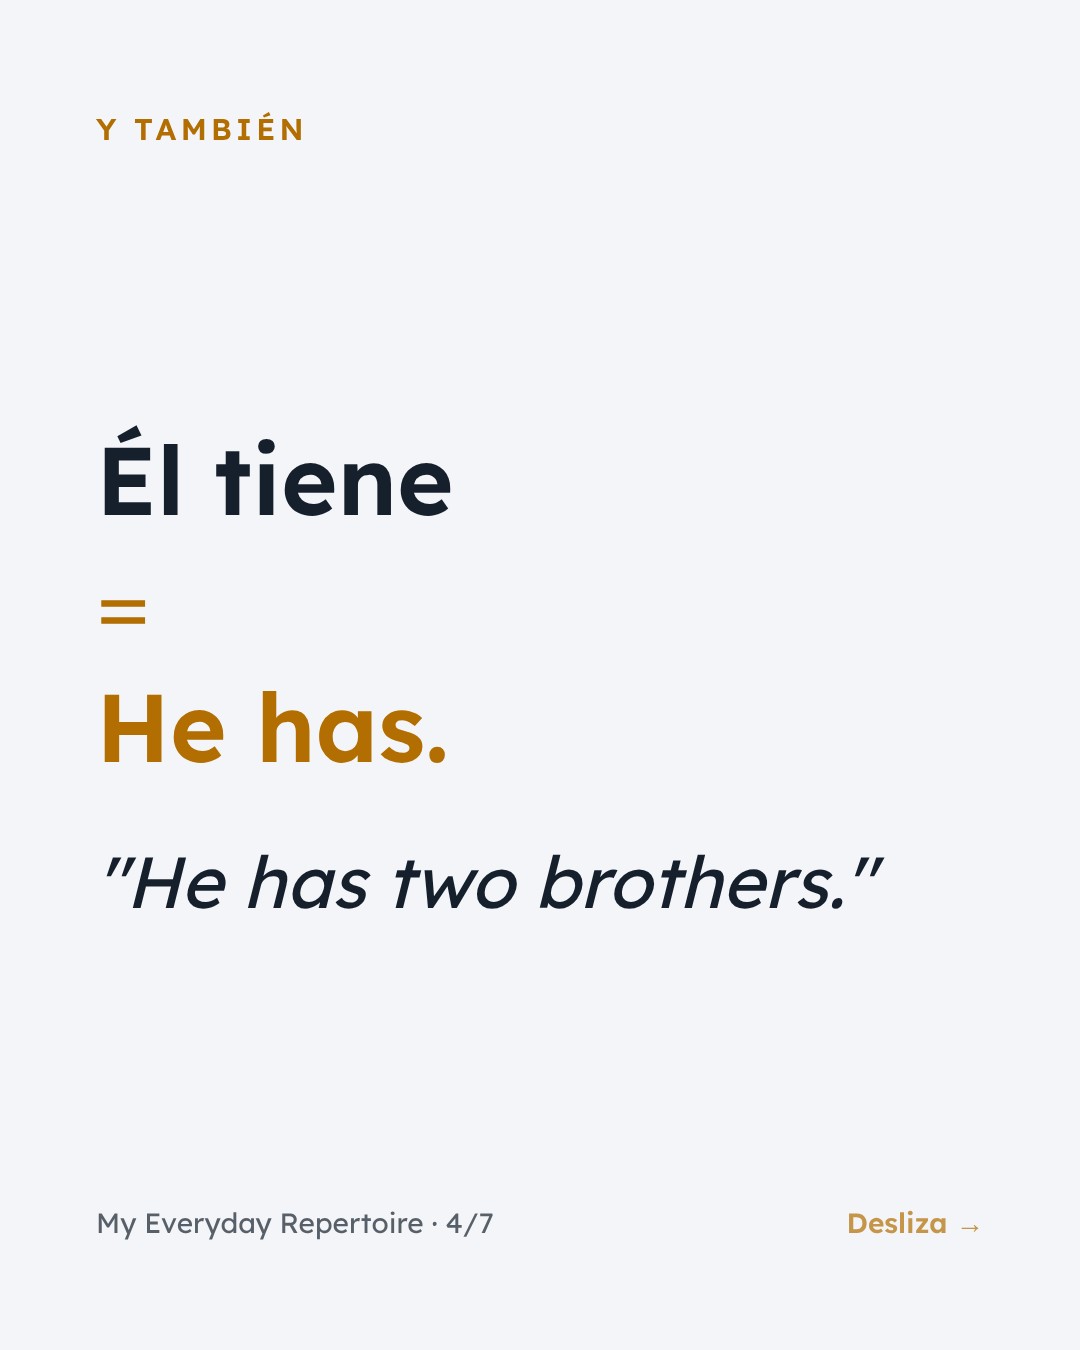 Y TAMBIÉN
Él tiene
=
He has.
"He has two brothers."
My Everyday Repertoire · 4/7
Desliza →